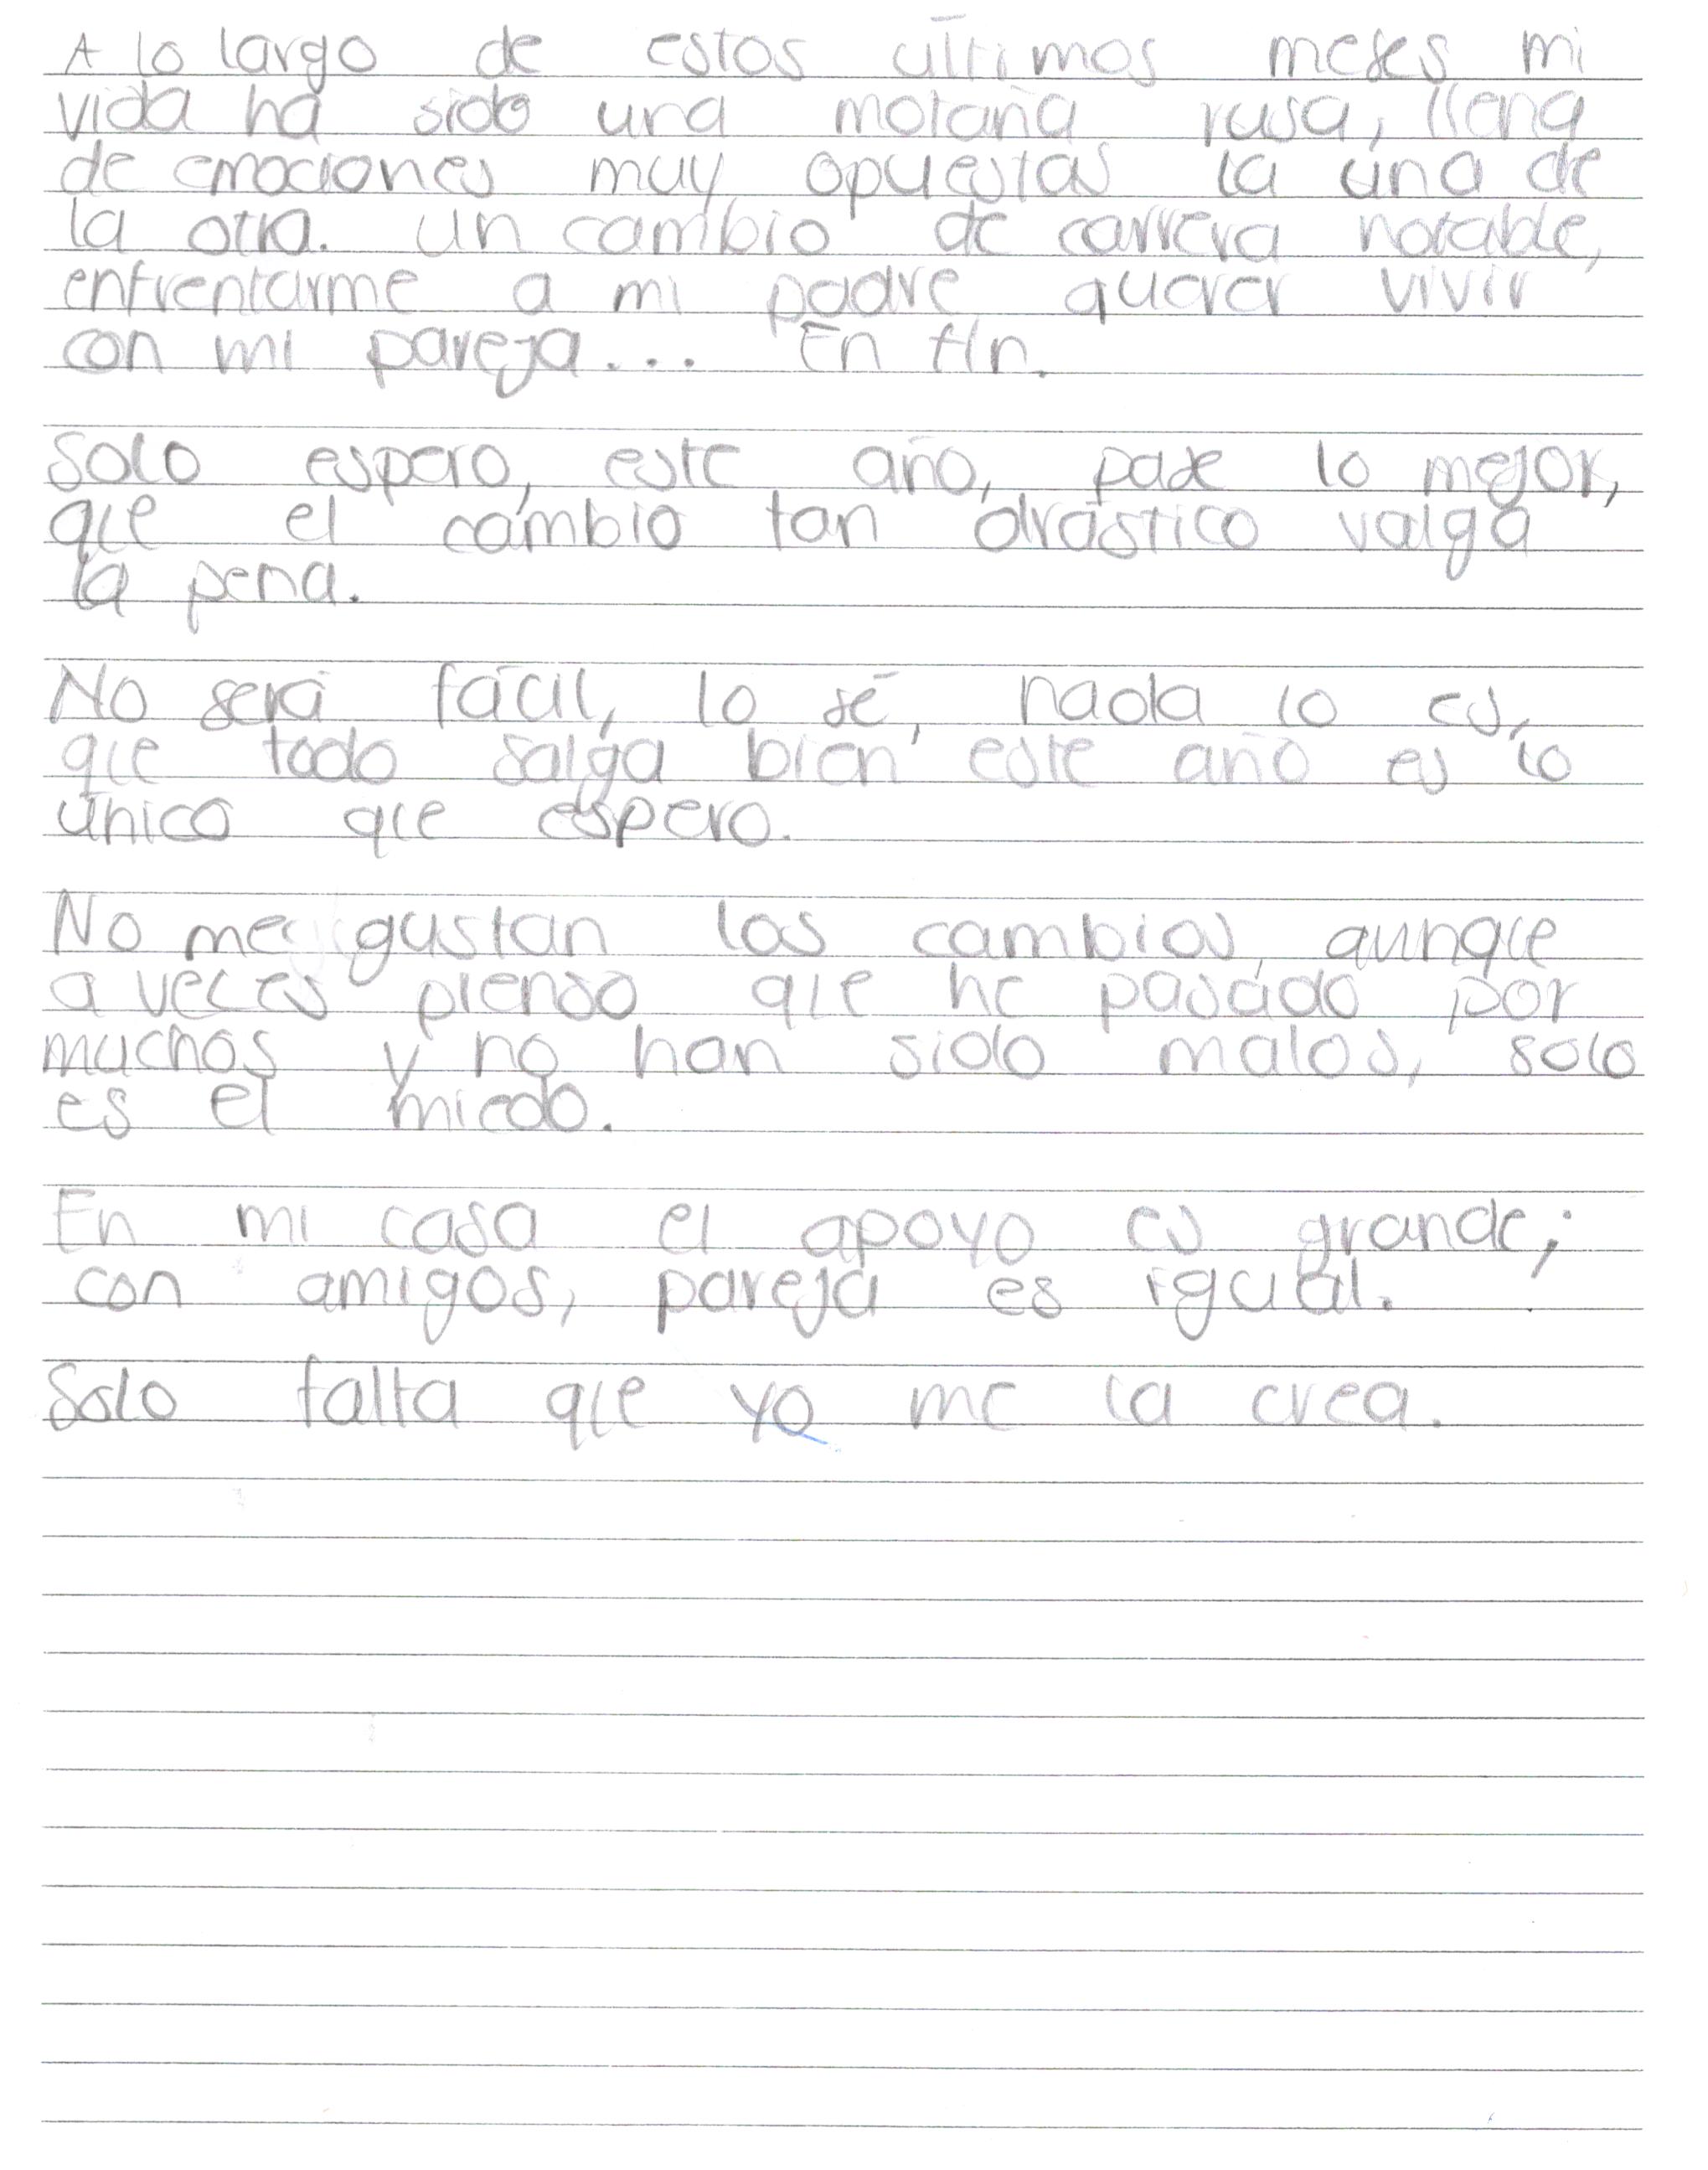 A lo largo de estos últimos meses mi
vida ha sido una motaña rusa, llena
de emociones muy opuestas la una de
la otra. Un cambio de carrera notable,
enfrentarme a mi padre querer vivir
con mi pareja... En fin.
Solo espero, este año, pase lo mejor,
que el cambio tan drástico valga
la pena.
No será fácil, lo sé, nada lo es,
que todo salga bien este año es lo
único que espero.
No me gustan los cambios, aunque
a veces pienso que he pasado por
muchos y no han sido malos, solo
es el miedo.
En mi casa el apoyo es grande;
con amigos, pareja es igual.
Solo falta que yo me la crea.